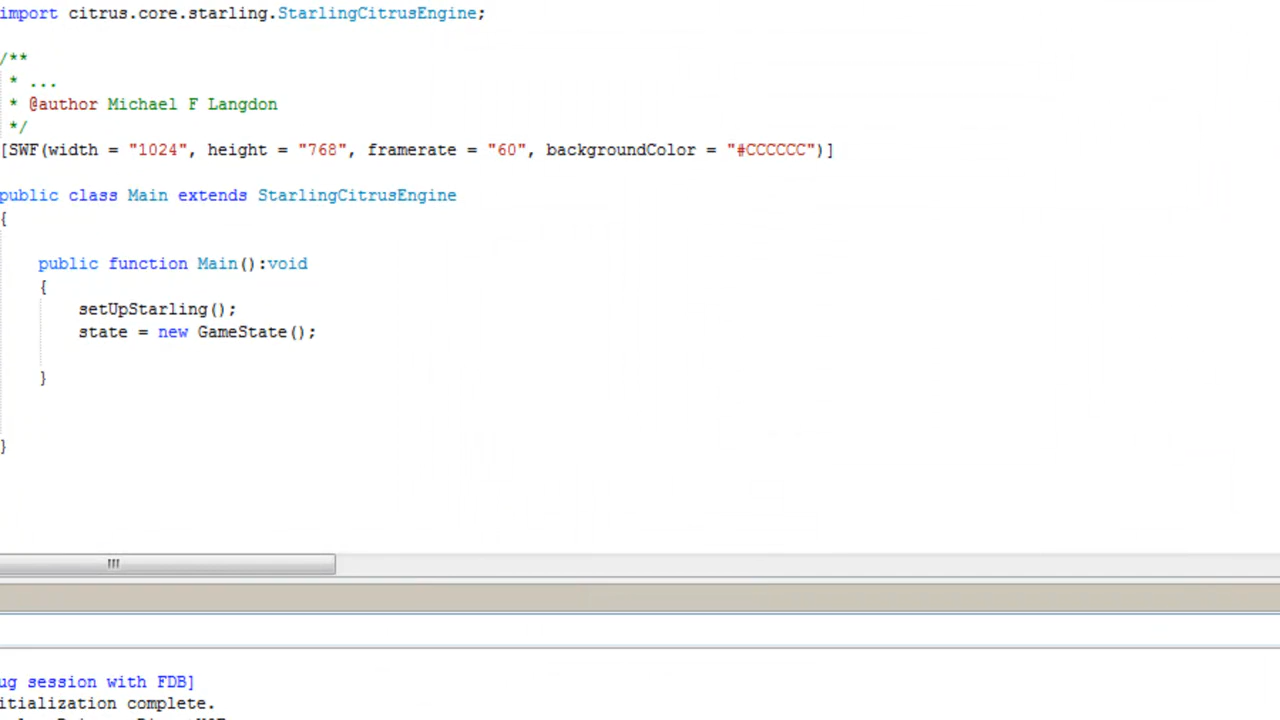 import citrus.core.starling.StarlingCitrusEngine;
/**
* ...
* @author Michael F Langdon
*/
[SWF(width = "1024", height = "768", framerate = "60", backgroundColor = "#CCCCCC")]
public class Main extends StarlingCitrusEngine
{
public function Main():void
{
setUpStarling();
state = new GameState();
}
}
ug session with FDB]
itialization complete.